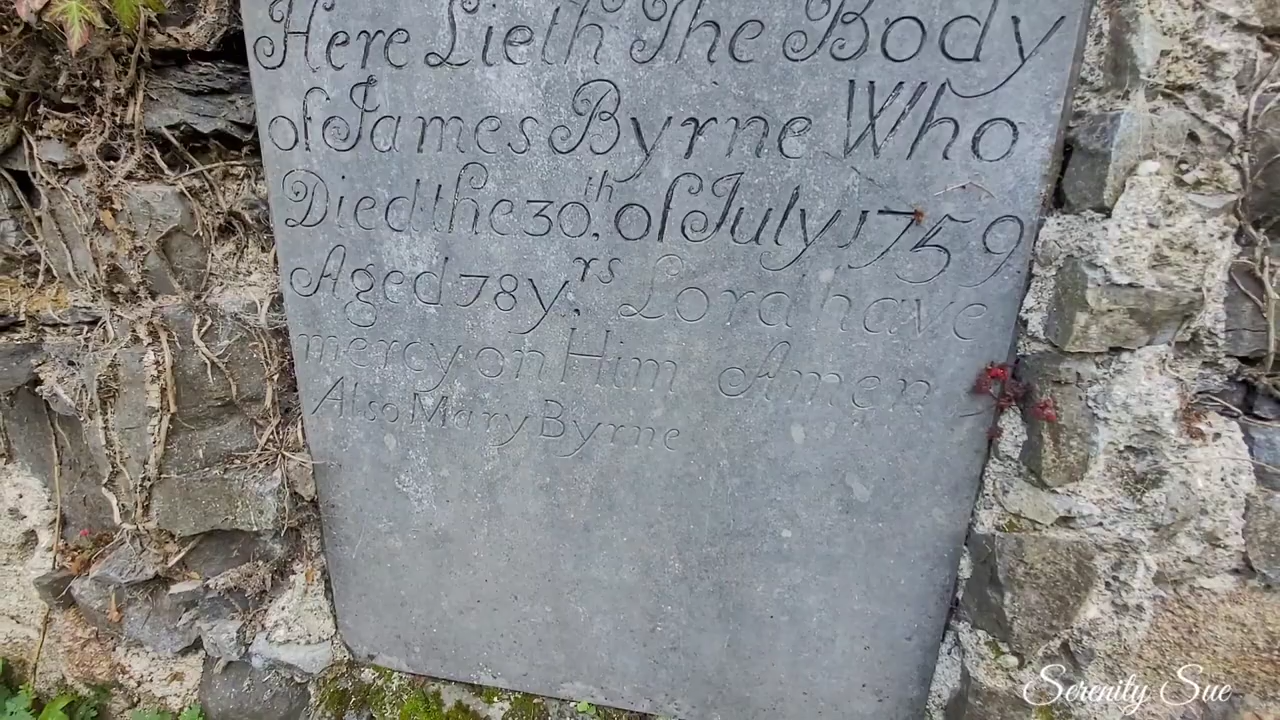 Here Lieth The Body
of James Byrne Who
Died the 30th. of July 1759
Aged 78 yrs. Lord have
mercy on Him Amen
Also Mary Byrne
Serenity Sue